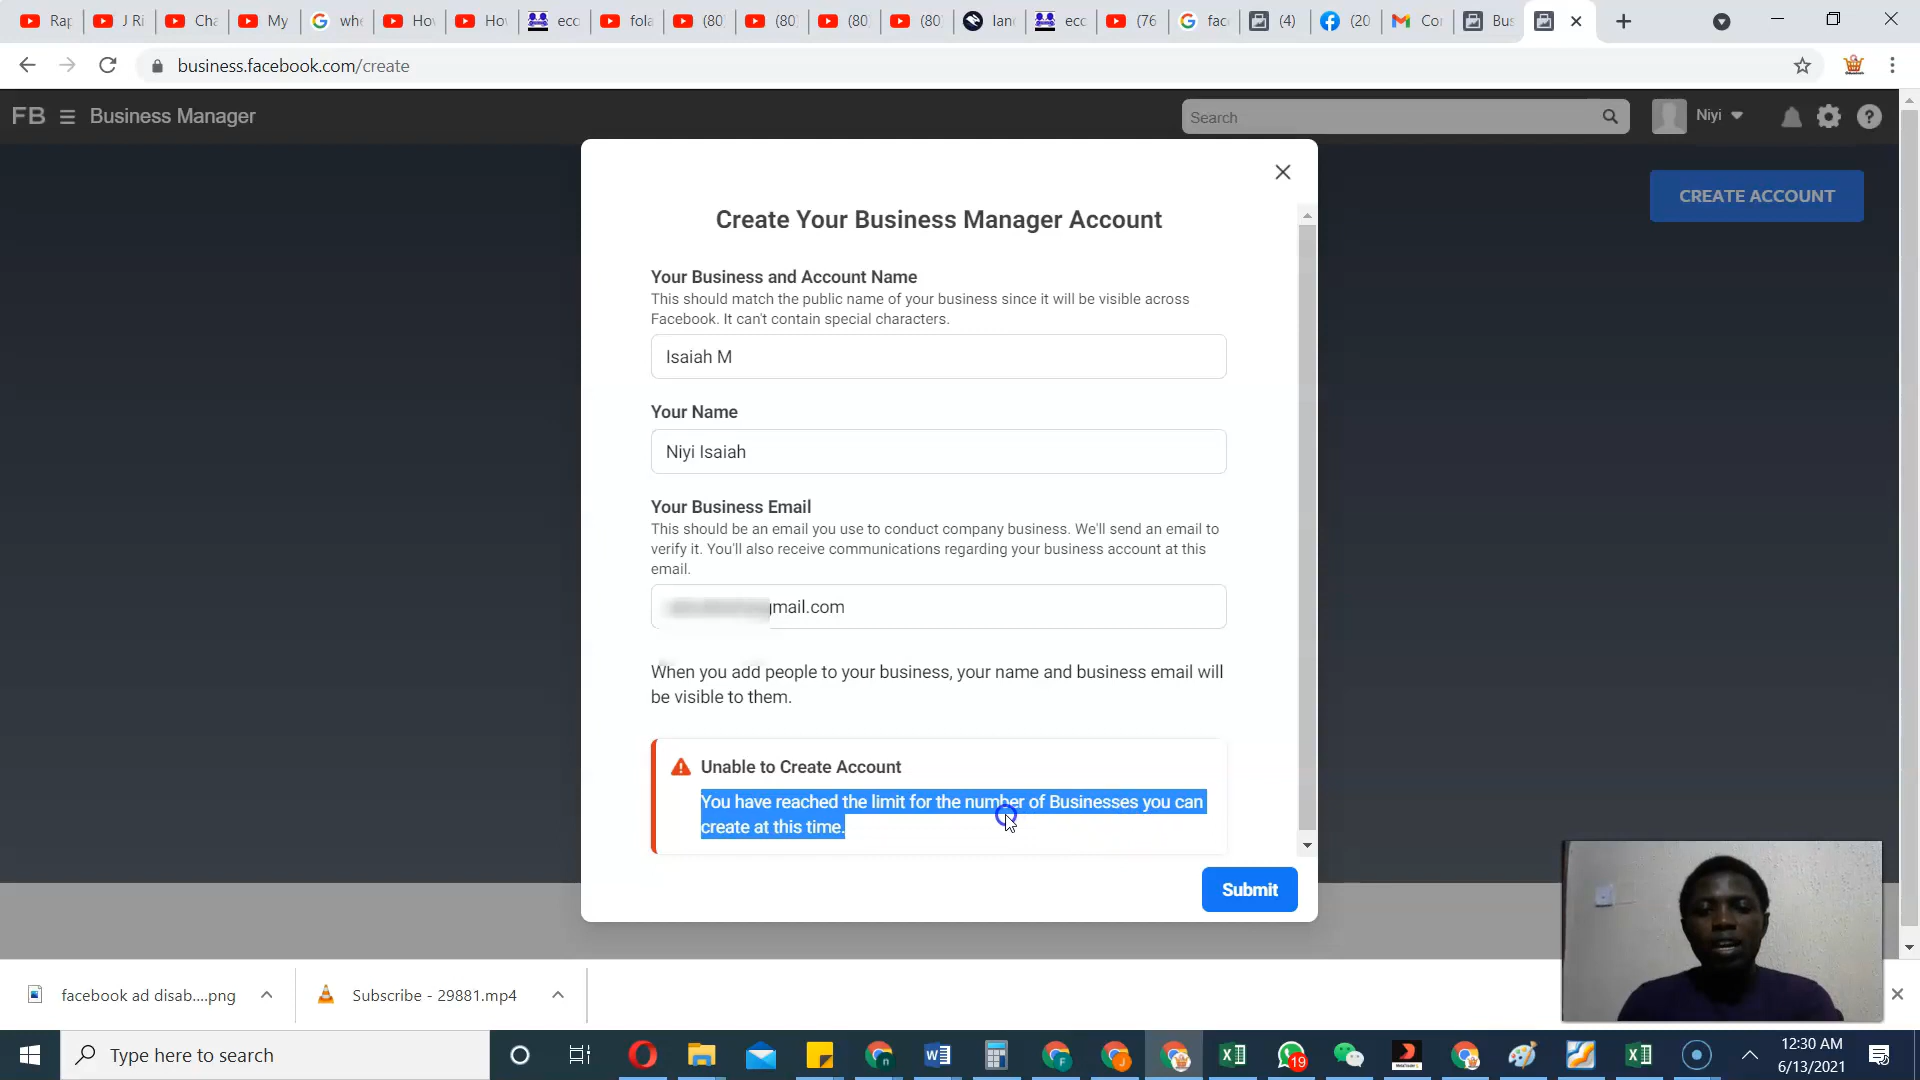 Rap
J Ri
Cha
My
whe
Hov
Hov
ecc
fola
(80
(80
(80
(80
land
ecc
(76
fac
(4)
(20
Cor
Bus
business.facebook.com/create
FB Business Manager
Search
Niyi
CREATE ACCOUNT
Create Your Business Manager Account
Your Business and Account Name
This should match the public name of your business since it will be visible across
Facebook. It can't contain special characters.
Isaiah M
Your Name
Niyi Isaiah
Your Business Email
This should be an email you use to conduct company business. We'll send an email to
verify it. You'll also receive communications regarding your business account at this
email.
gmail.com
When you add people to your business, your name and business email will
be visible to them.
Unable to Create Account
You have reached the limit for the number of Businesses you can
create at this time.
Submit
facebook ad disab....png
Subscribe - 29881.mp4
Type here to search
19
12:30 AM
6/13/2021